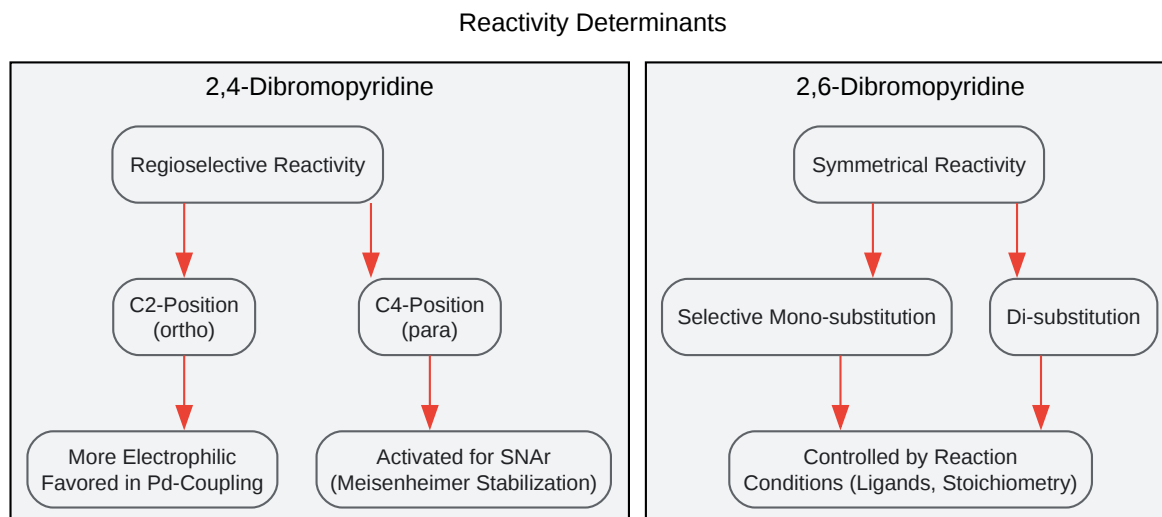 Reactivity Determinants
2,4-Dibromopyridine
Regioselective Reactivity
C2-Position
(ortho)
C4-Position
(para)
More Electrophilic
Favored in Pd-Coupling
Activated for SNAr
(Meisenheimer Stabilization)
2,6-Dibromopyridine
Symmetrical Reactivity
Selective Mono-substitution
Di-substitution
Controlled by Reaction
Conditions (Ligands, Stoichiometry)